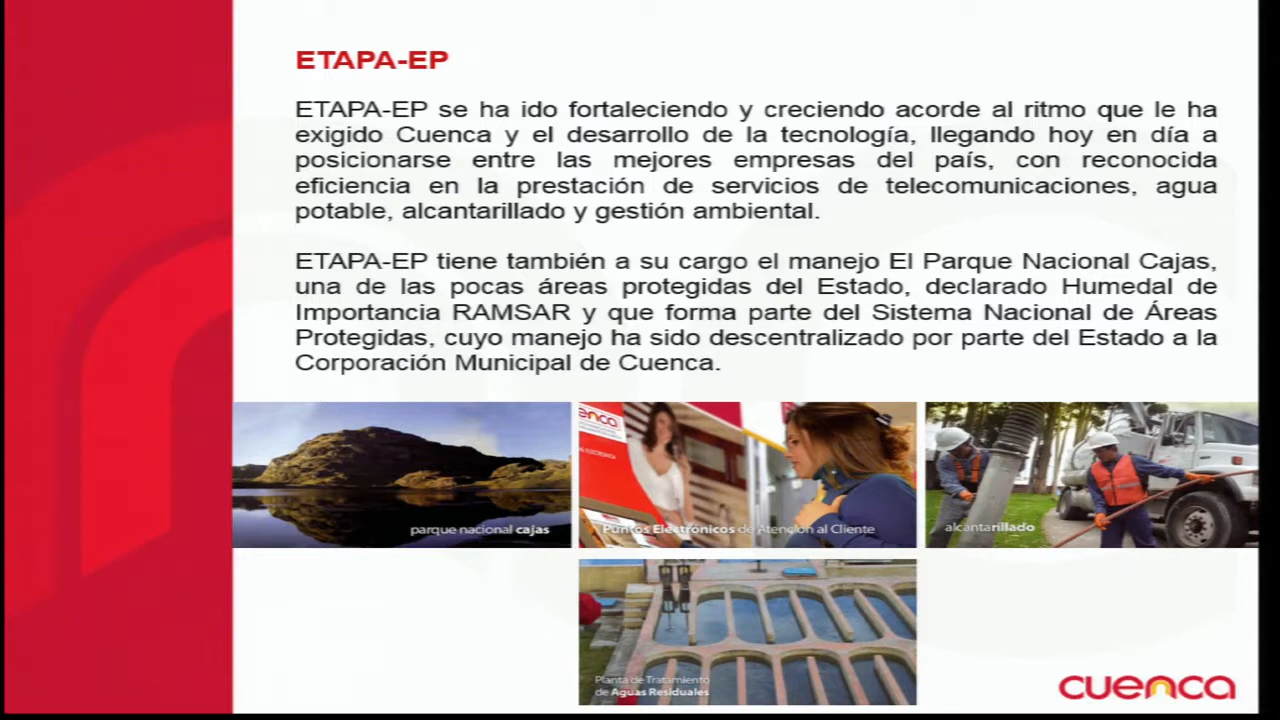 ETAPA-EP
ETAPA-EP se ha ido fortaleciendo y creciendo acorde al ritmo que le ha
exigido Cuenca y el desarrollo de la tecnología, llegando hoy en día a
posicionarse entre las mejores empresas del país, con reconocida
eficiencia en la prestación de servicios de telecomunicaciones, agua
potable, alcantarillado y gestión ambiental.
ETAPA-EP tiene también a su cargo el manejo El Parque Nacional Cajas,
una de las pocas áreas protegidas del Estado, declarado Humedal de
Importancia RAMSAR y que forma parte del Sistema Nacional de Áreas
Protegidas, cuyo manejo ha sido descentralizado por parte del Estado a la
Corporación Municipal de Cuenca.
enca
parque nacional cajas
Puntos Electrónicos de Atención al Cliente
alcantarillado
Planta de Tratamiento
de Aguas Residuales
cuenca